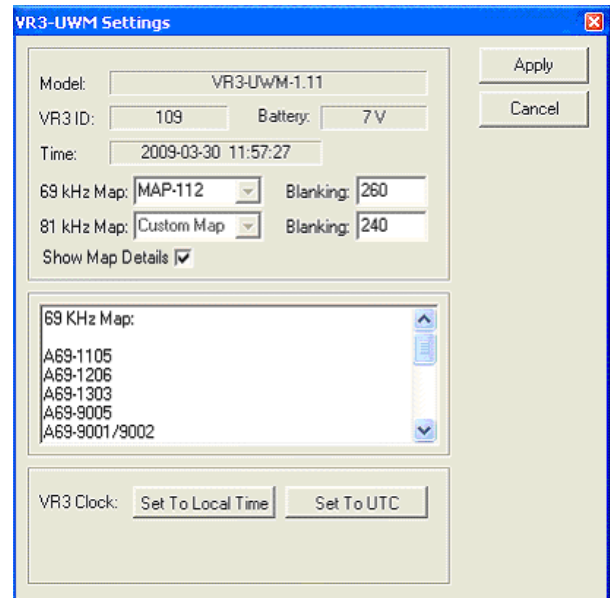 VR3-UWM Settings
Model: VR3-UWM-1.11
VR3 ID: 109 Battery: 7 V
Time: 2009-03-30 11:57:27
69 kHz Map: MAP-112 Blanking: 260
81 kHz Map: Custom Map Blanking: 240
Show Map Details
Apply
Cancel
69 KHz Map:
A69-1105
A69-1206
A69-1303
A69-9005
A69-9001/9002
VR3 Clock: Set To Local Time Set To UTC